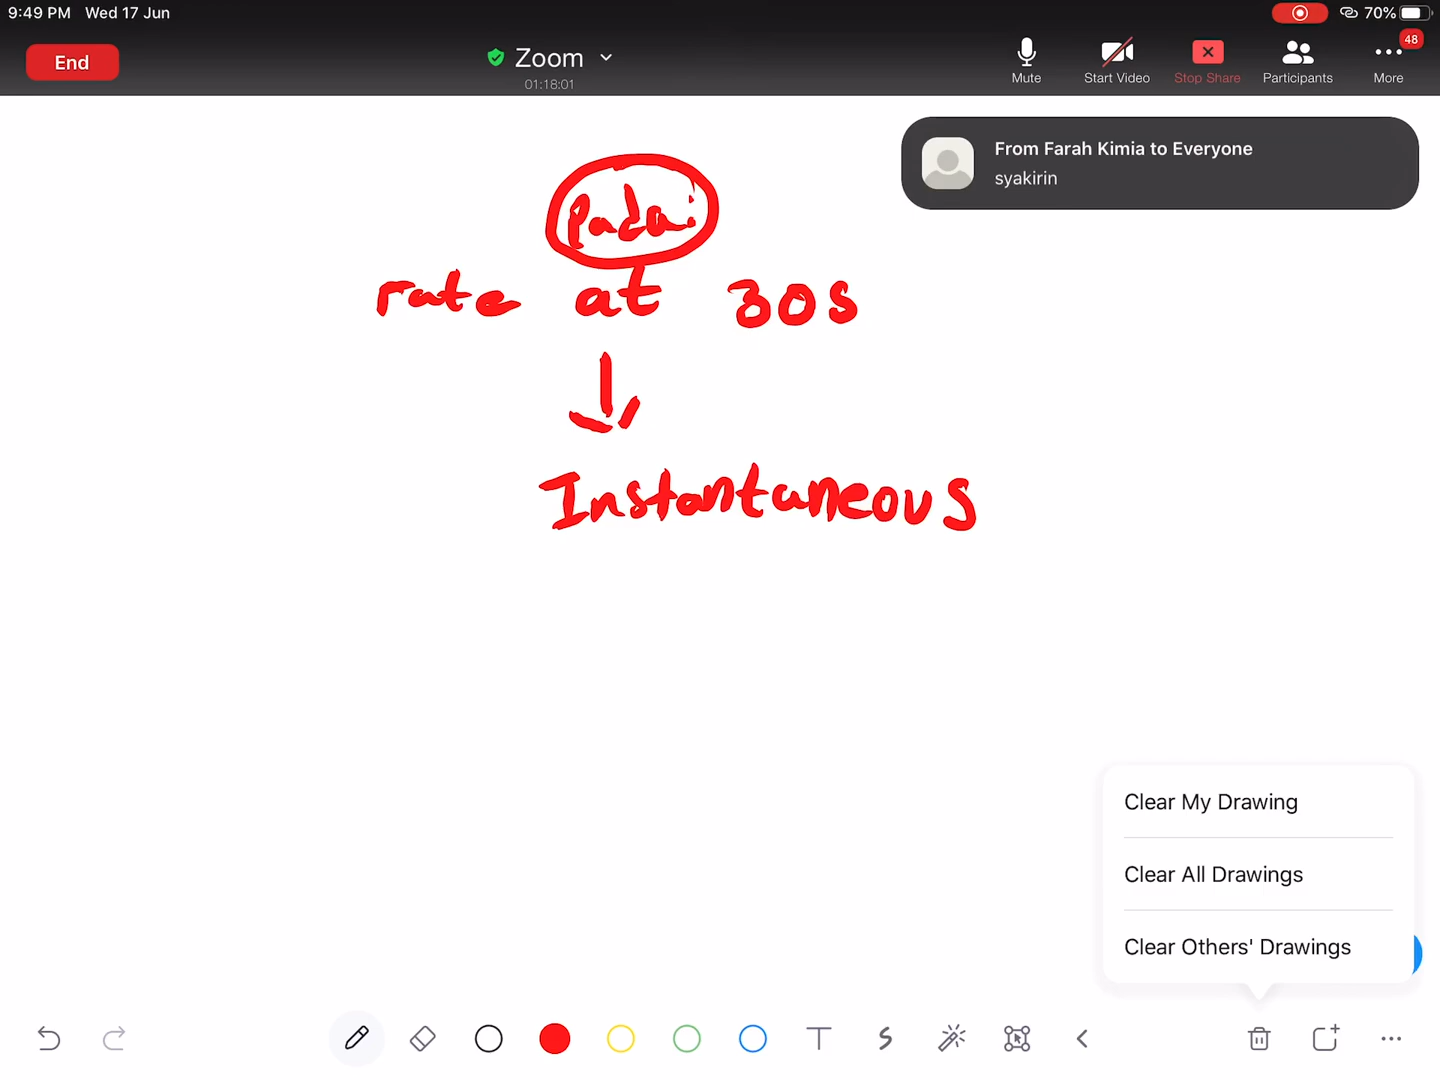 9:49 PM Wed 17 Jun
70%
End
Zoom
01:18:01
Mute
Start Video
Stop Share
Participants
48
More
From Farah Kimia to Everyone
syakirin
Pada
rate at 30s
Instantaneous
Clear My Drawing
Clear All Drawings
Clear Others' Drawings
T